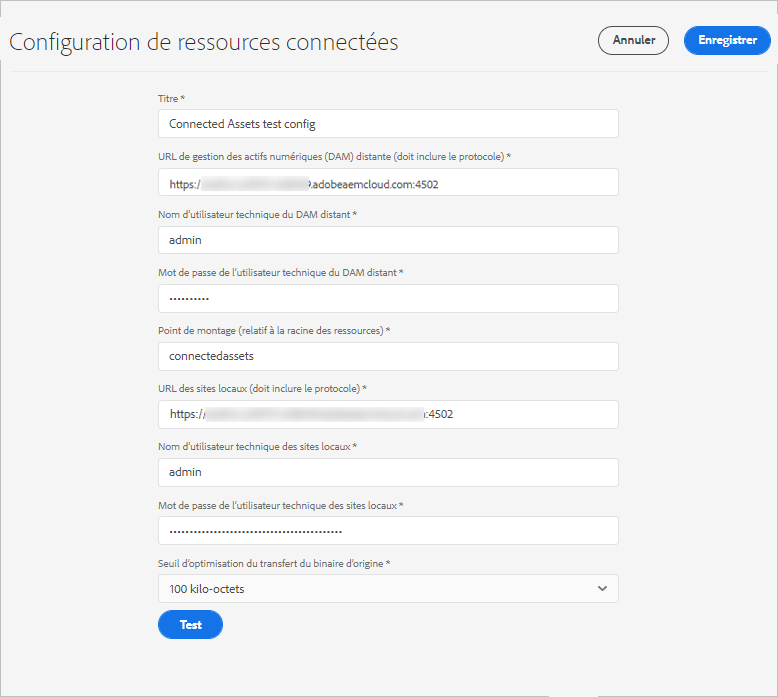 Configuration de ressources connectées
Annuler
Enregistrer
Titre *
Connected Assets test config
URL de gestion des actifs numériques (DAM) distante (doit inclure le protocole) *
https:/ .adobeaemcloud.com:4502
Nom d'utilisateur technique du DAM distant *
admin
Mot de passe de l'utilisateur technique du DAM distant *
••••••••••
Point de montage (relatif à la racine des ressources) *
connectedassets
URL des sites locaux (doit inclure le protocole) *
https:// :4502
Nom d'utilisateur technique des sites locaux *
admin
Mot de passe de l'utilisateur technique des sites locaux *
•••••••••••••••••••••••••••••••••••••••••••
Seuil d'optimisation du transfert du binaire d'origine *
100 kilo-octets
Test